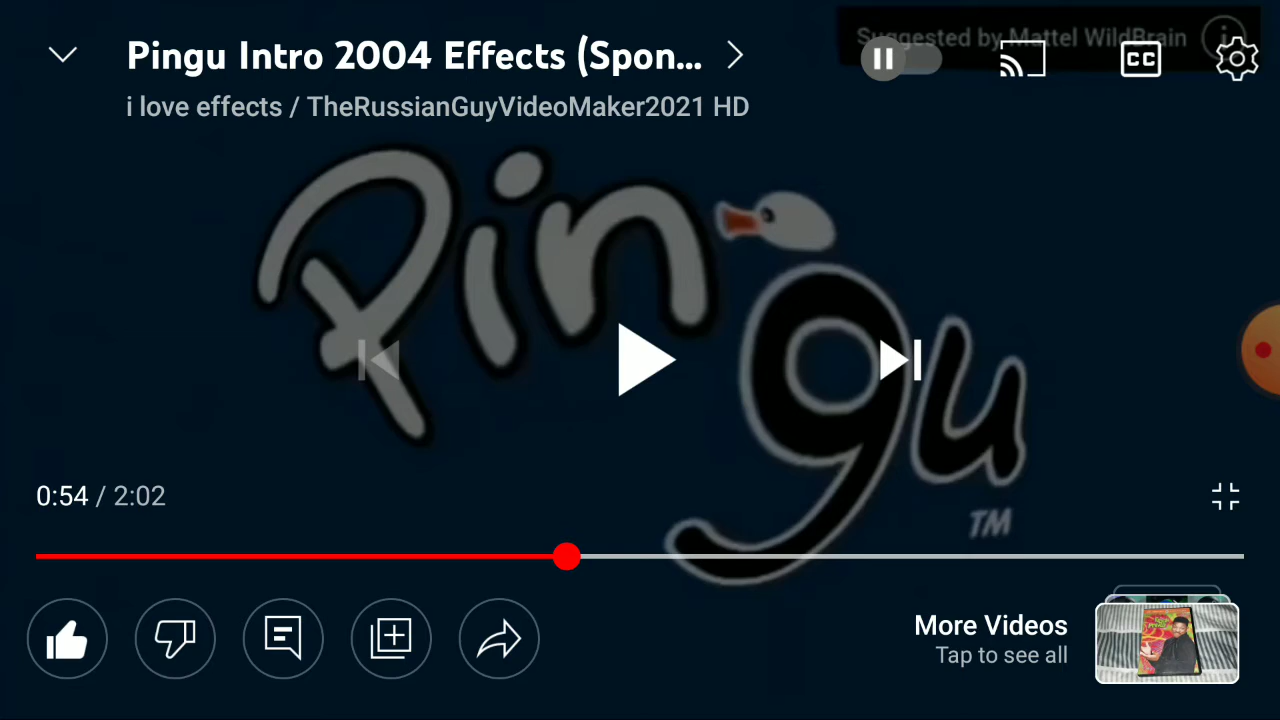 Pingu Intro 2004 Effects (Spon...
Suggested by Mattel WildBrain
i love effects / TheRussianGuyVideoMaker2021 HD
CC
Pingu
TM
0:54 / 2:02
More Videos
Tap to see all